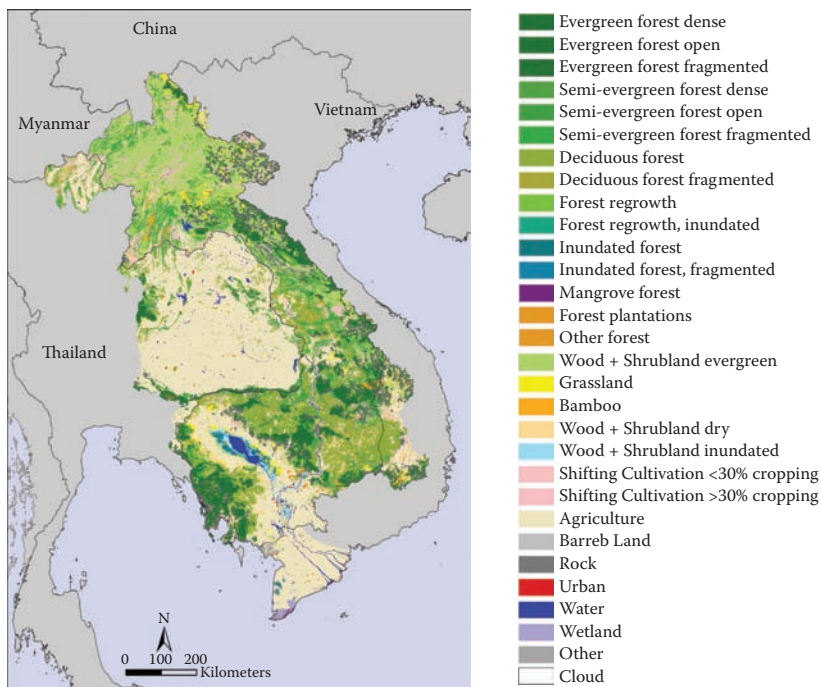 China
Myanmar
Vietnam
Thailand
N
0 100 200
Kilometers
Evergreen forest dense
Evergreen forest open
Evergreen forest fragmented
Semi-evergreen forest dense
Semi-evergreen forest open
Semi-evergreen forest fragmented
Deciduous forest
Deciduous forest fragmented
Forest regrowth
Forest regrowth, inundated
Inundated forest
Inundated forest, fragmented
Mangrove forest
Forest plantations
Other forest
Wood + Shrubland evergreen
Grassland
Bamboo
Wood + Shrubland dry
Wood + Shrubland inundated
Shifting Cultivation <30% cropping
Shifting Cultivation >30% cropping
Agriculture
Barreb Land
Rock
Urban
Water
Wetland
Other
Cloud